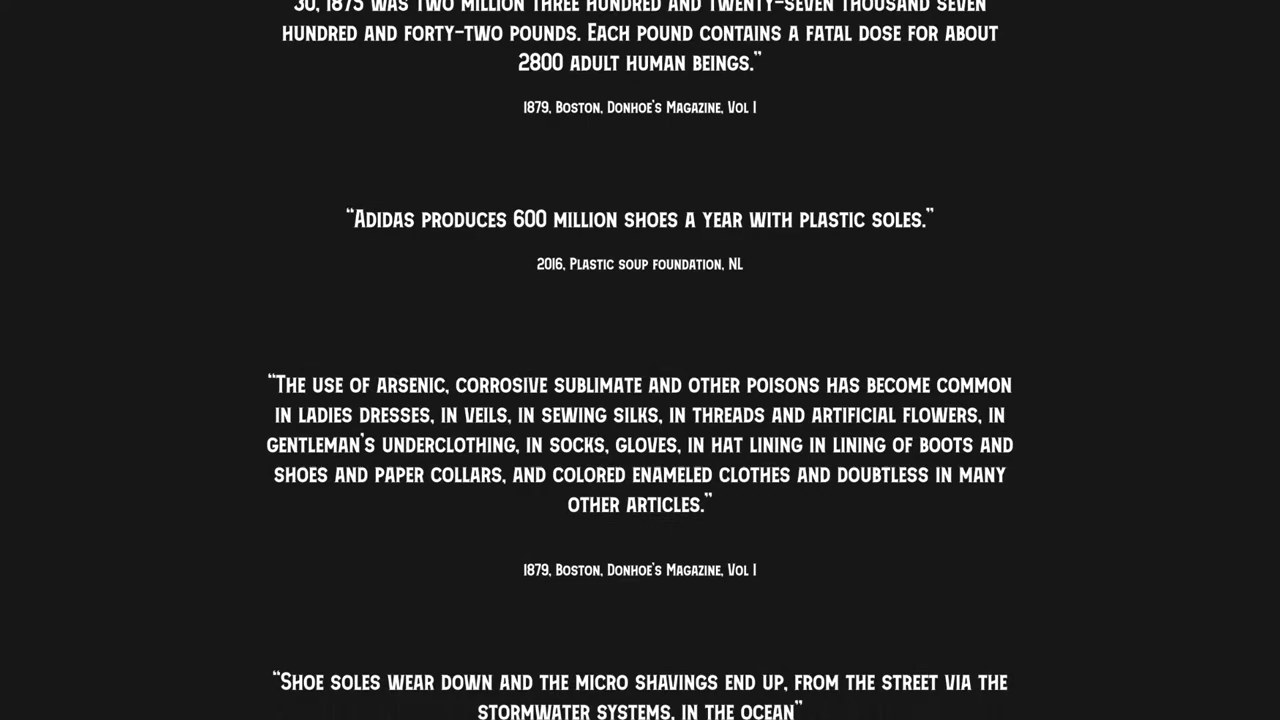 30, 1875 WAS TWO MILLION THREE HUNDRED AND TWENTY-SEVEN THOUSAND SEVEN
HUNDRED AND FORTY-TWO POUNDS. EACH POUND CONTAINS A FATAL DOSE FOR ABOUT
2800 ADULT HUMAN BEINGS.”
1879, BOSTON, DONHOE'S MAGAZINE, VOL I
“ADIDAS PRODUCES 600 MILLION SHOES A YEAR WITH PLASTIC SOLES.”
2016, PLASTIC SOUP FOUNDATION, NL
“THE USE OF ARSENIC, CORROSIVE SUBLIMATE AND OTHER POISONS HAS BECOME COMMON
IN LADIES DRESSES, IN VEILS, IN SEWING SILKS, IN THREADS AND ARTIFICIAL FLOWERS, IN
GENTLEMAN'S UNDERCLOTHING, IN SOCKS, GLOVES, IN HAT LINING IN LINING OF BOOTS AND
SHOES AND PAPER COLLARS, AND COLORED ENAMELED CLOTHES AND DOUBTLESS IN MANY
OTHER ARTICLES.”
1879, BOSTON, DONHOE'S MAGAZINE, VOL I
“SHOE SOLES WEAR DOWN AND THE MICRO SHAVINGS END UP, FROM THE STREET VIA THE
STORMWATER SYSTEMS, IN THE OCEAN”